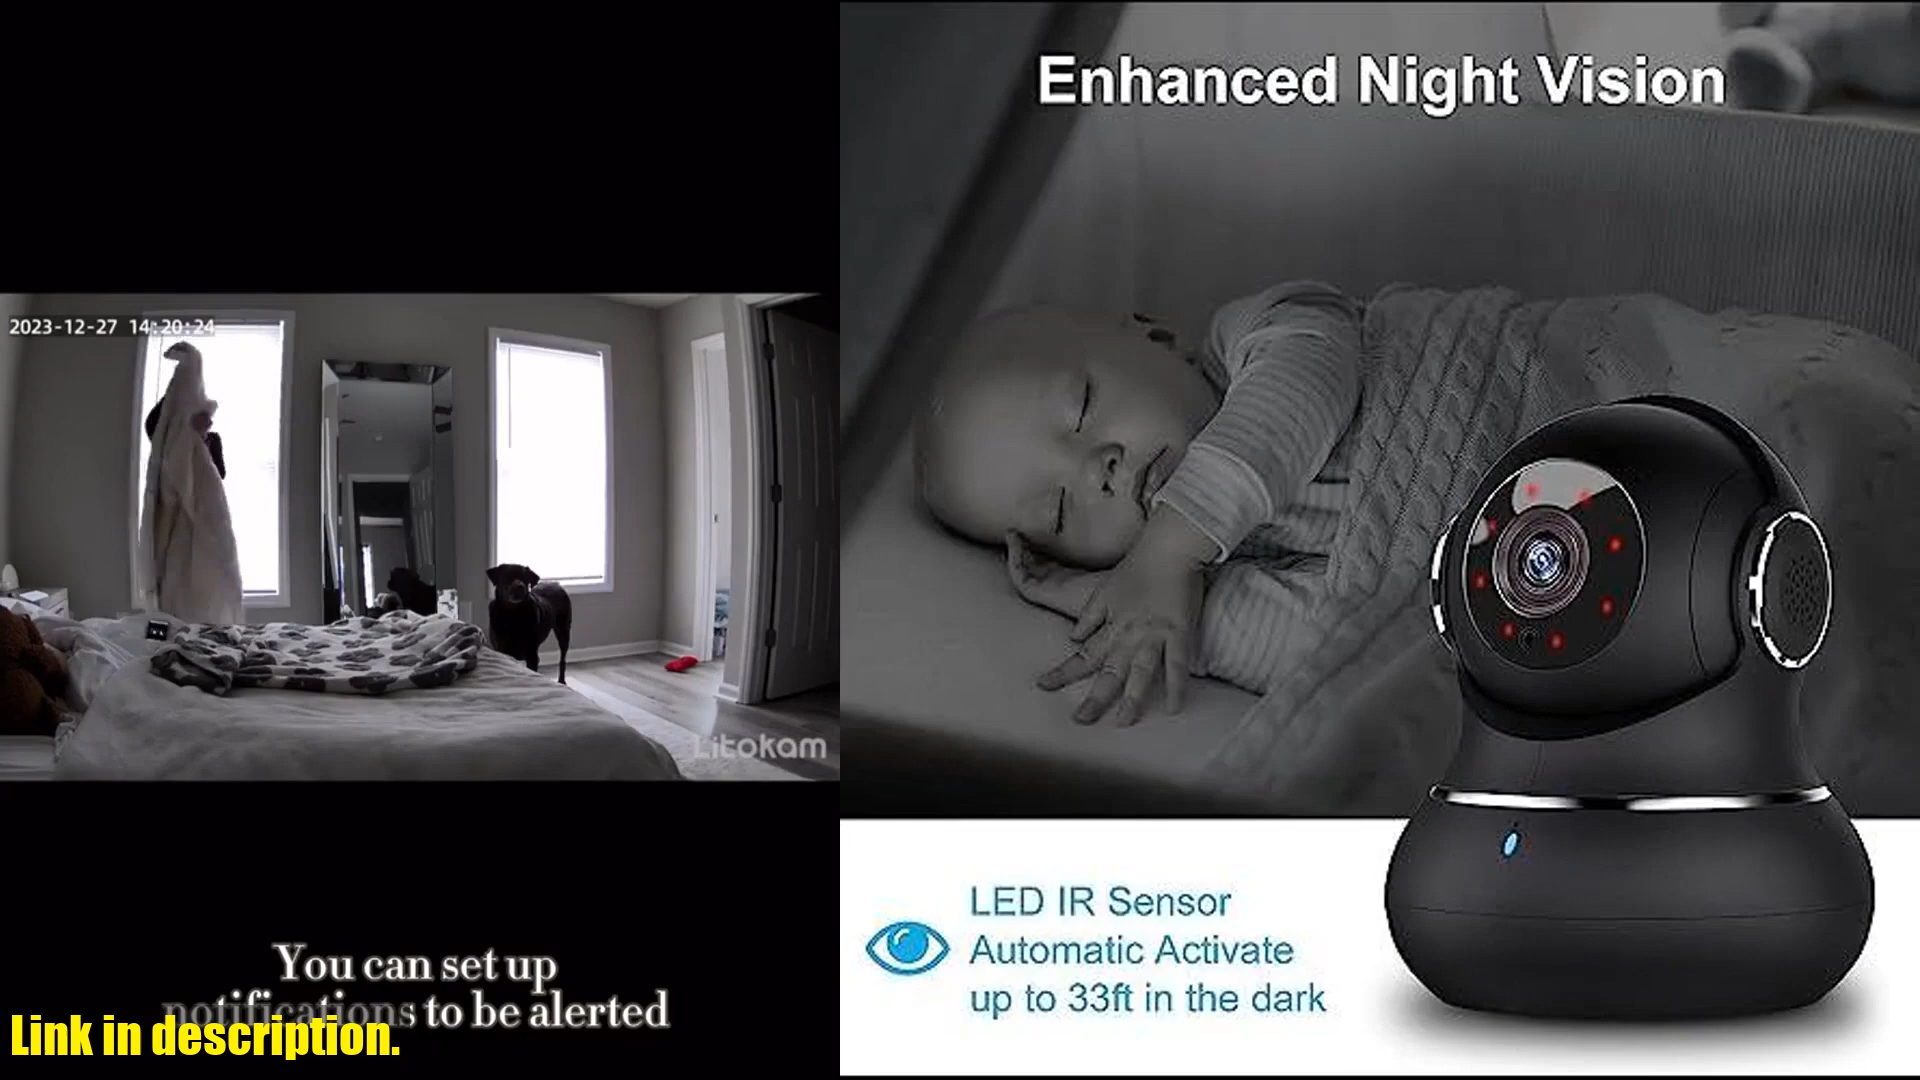 2023-12-27 14:20:24
Litokam
You can set up
notifications to be alerted
Link in description.
Enhanced Night Vision
LED IR Sensor
Automatic Activate
up to 33ft in the dark